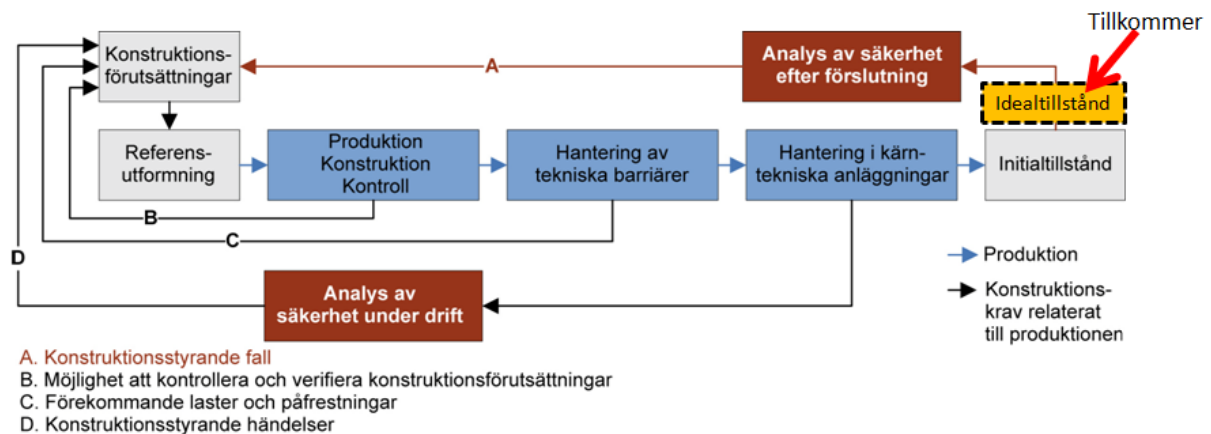 Tillkommer
Konstruktions-
förutsättningar
A
Analys av säkerhet
efter förslutning
Idealtillstånd
Referens-
utformning
Produktion
Konstruktion
Kontroll
Hantering av
tekniska barriärer
Hantering i kärn-
tekniska anläggningar
Initialtillstånd
B
C
D
Analys av
säkerhet under drift
Produktion
Konstruktions-
krav relaterat
till produktionen
A. Konstruktionsstyrande fall
B. Möjlighet att kontrollera och verifiera konstruktionsförutsättningar
C. Förekommande laster och påfrestningar
D. Konstruktionsstyrande händelser